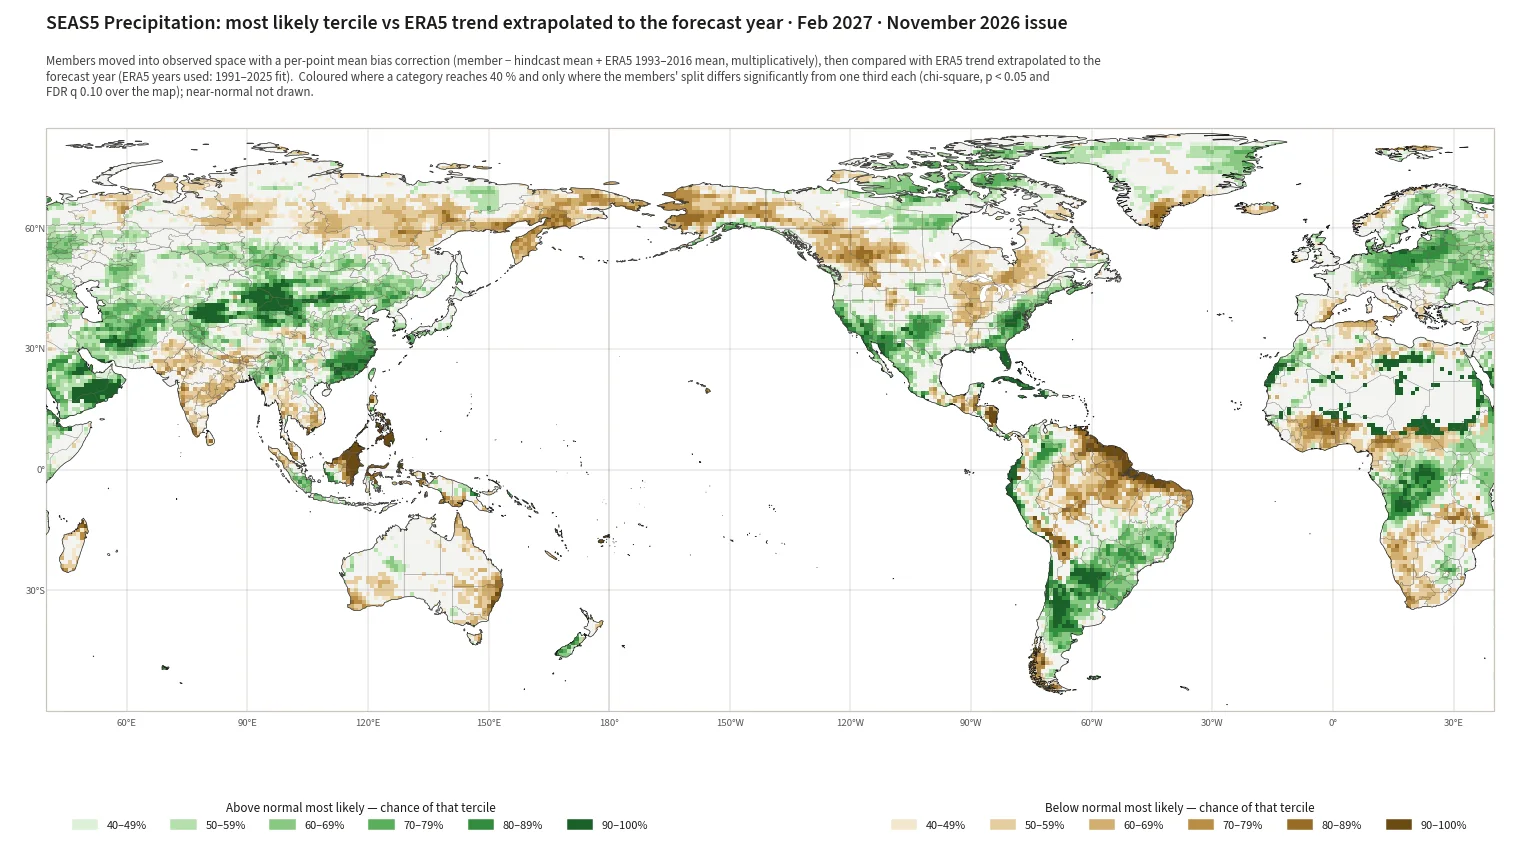 SEAS5 Precipitation: most likely tercile vs ERA5 trend extrapolated to the forecast year · Feb 2027 · November 2026 issue
Members moved into observed space with a per-point mean bias correction (member − hindcast mean + ERA5 1993–2016 mean, multiplicatively), then compared with ERA5 trend extrapolated to the
forecast year (ERA5 years used: 1991–2025 fit). Coloured where a category reaches 40 % and only where the members' split differs significantly from one third each (chi-square, p < 0.05 and
FDR q 0.10 over the map); near-normal not drawn.
60°N
30°N
0°
30°S
60°E 90°E 120°E 150°E 180° 150°W 120°W 90°W 60°W 30°W 0° 30°E
Above normal most likely — chance of that tercile
40–49% 50–59% 60–69% 70–79% 80–89% 90–100%
Below normal most likely — chance of that tercile
40–49% 50–59% 60–69% 70–79% 80–89% 90–100%